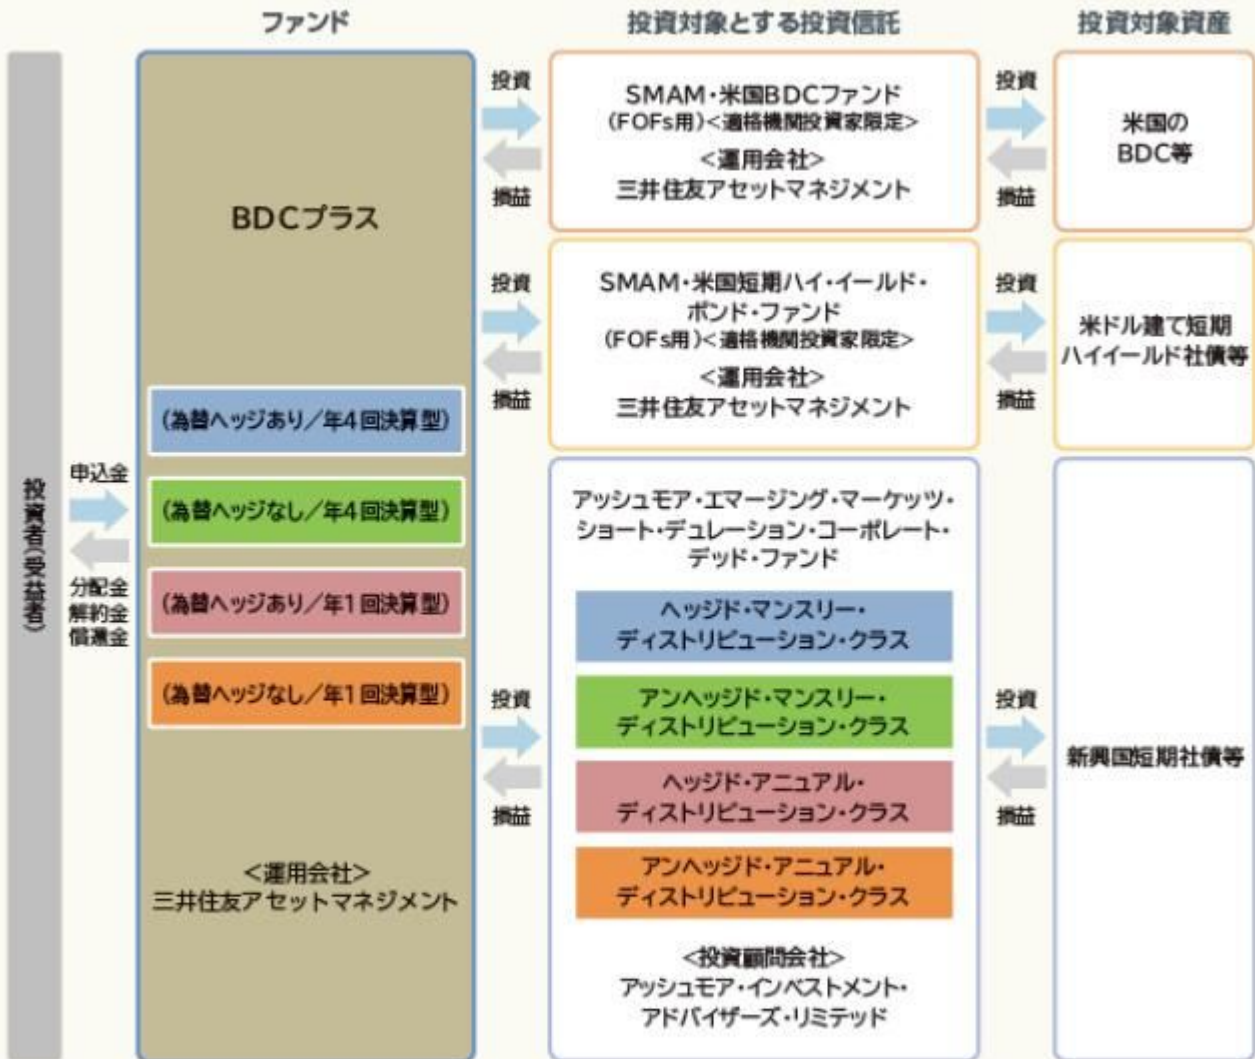 ファンド
投資対象とする投資信託
投資対象資産
投資者(受益者)
申込金
分配金
解約金
償還金
BDCプラス
(為替ヘッジあり/年4回決算型)
(為替ヘッジなし/年4回決算型)
(為替ヘッジあり/年1回決算型)
(為替ヘッジなし/年1回決算型)
<運用会社>
三井住友アセットマネジメント
投資
損益
SMAM・米国BDCファンド
(FOFs用)<適格機関投資家限定>
<運用会社>
三井住友アセットマネジメント
投資
損益
米国の
BDC等
投資
損益
SMAM・米国短期ハイ・イールド・
ボンド・ファンド
(FOFs用)<適格機関投資家限定>
<運用会社>
三井住友アセットマネジメント
投資
損益
米ドル建て短期
ハイイールド社債等
投資
損益
アッシュモア・エマージング・マーケッツ・
ショート・デュレーション・コーポレート・
デッド・ファンド
ヘッジド・マンスリー・
ディストリビューション・クラス
アンヘッジド・マンスリー・
ディストリビューション・クラス
ヘッジド・アニュアル・
ディストリビューション・クラス
アンヘッジド・アニュアル・
ディストリビューション・クラス
<投資顧問会社>
アッシュモア・インベストメント・
アドバイザーズ・リミテッド
投資
損益
新興国短期社債等